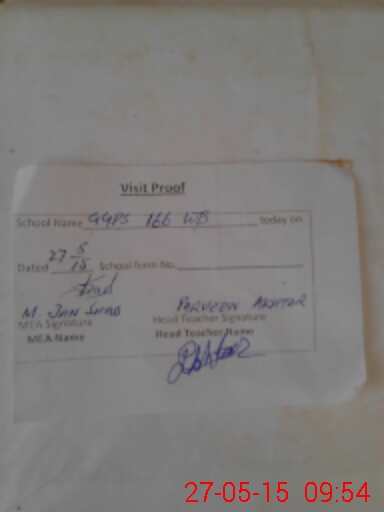 Visit Proof
School Name GGPS 166 WB today on
Dated 27 5/15 School form No.
M. JAN SHAD PARVEEN AKHTAR
MEA Signature Head Teacher Signature
MEA Name Head Teacher Name
27-05-15 09:54